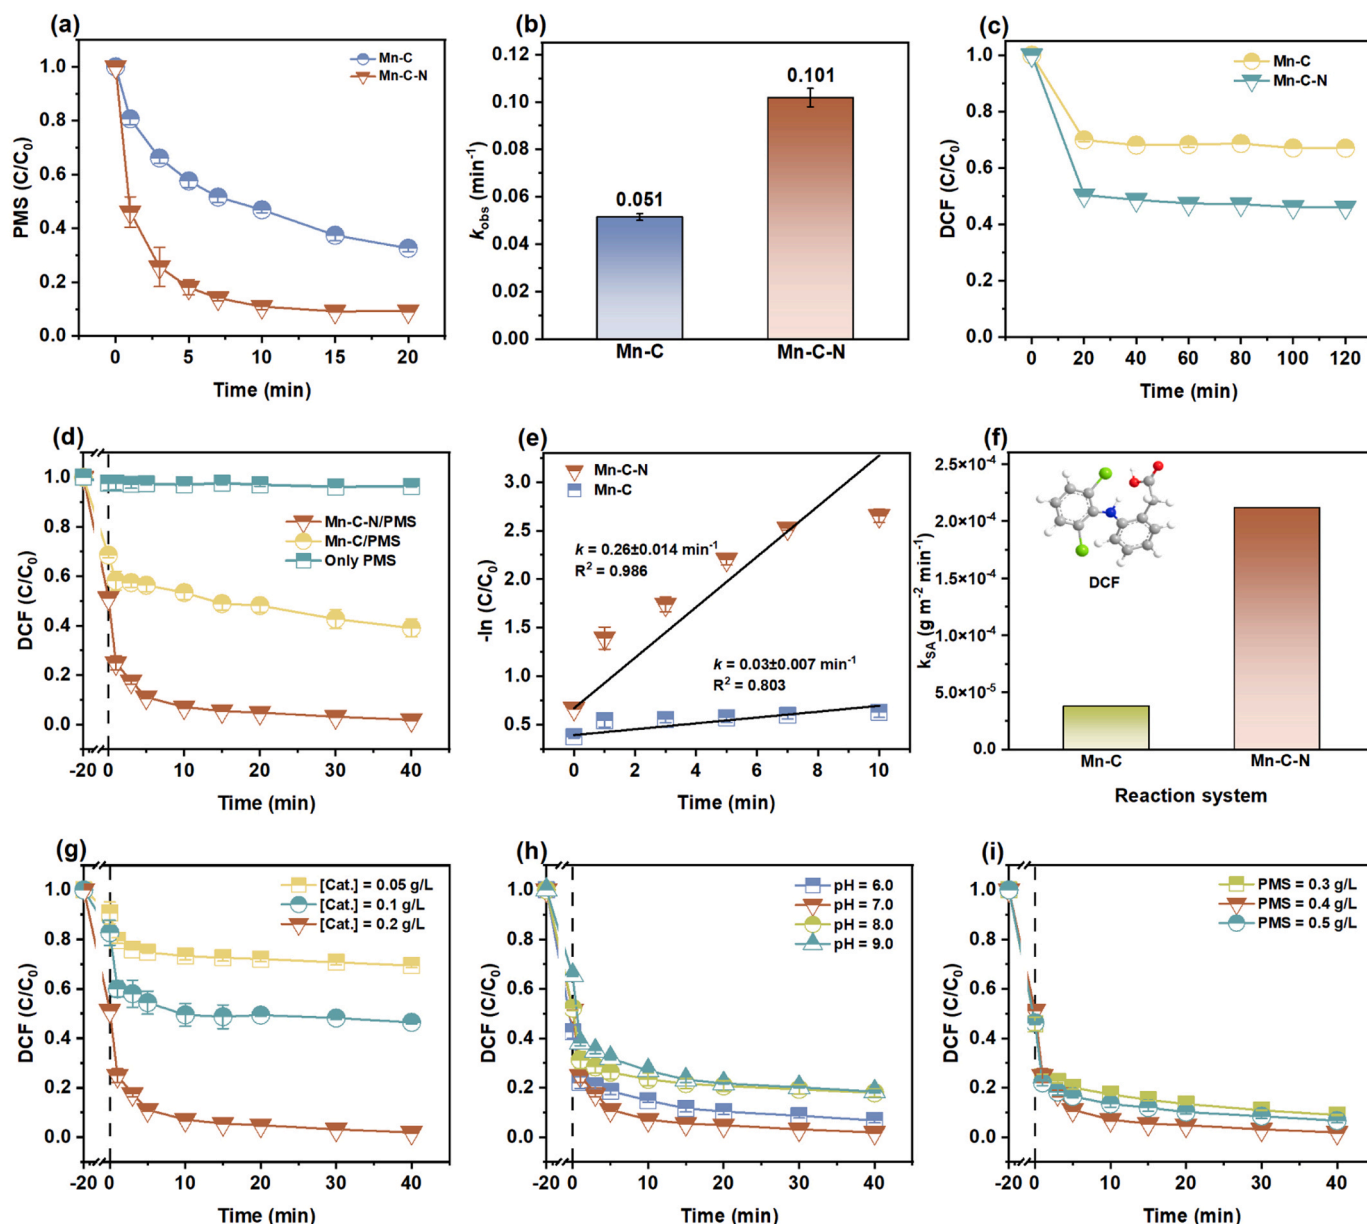 (a)
Mn-C
Mn-C-N
PMS (C/C₀)
1.0
0.8
0.6
0.4
0.2
0.0
0 5 10 15 20
Time (min)
(b)
kobs (min⁻¹)
0.12
0.10
0.08
0.06
0.04
0.02
0.00
0.051
0.101
Mn-C Mn-C-N
(c)
Mn-C
Mn-C-N
DCF (C/C₀)
1.0
0.8
0.6
0.4
0.2
0.0
0 20 40 60 80 100 120
Time (min)
(d)
DCF (C/C₀)
1.0
0.8
0.6
0.4
0.2
0.0
Mn-C-N/PMS
Mn-C/PMS
Only PMS
-20 0 10 20 30 40
Time (min)
(e)
Mn-C-N
Mn-C
-ln (C/C₀)
3.0
2.5
2.0
1.5
1.0
0.5
k = 0.26±0.014 min⁻¹
R² = 0.986
k = 0.03±0.007 min⁻¹
R² = 0.803
0 2 4 6 8 10
Time (min)
(f)
kSA (g m⁻² min⁻¹)
2.5×10⁻⁴
2.0×10⁻⁴
1.5×10⁻⁴
1.0×10⁻⁴
5.0×10⁻⁵
0.0
DCF
Mn-C Mn-C-N
Reaction system
(g)
DCF (C/C₀)
1.0
0.8
0.6
0.4
0.2
0.0
[Cat.] = 0.05 g/L
[Cat.] = 0.1 g/L
[Cat.] = 0.2 g/L
-20 0 10 20 30 40
Time (min)
(h)
DCF (C/C₀)
1.0
0.8
0.6
0.4
0.2
0.0
pH = 6.0
pH = 7.0
pH = 8.0
pH = 9.0
-20 0 10 20 30 40
Time (min)
(i)
DCF (C/C₀)
1.0
0.8
0.6
0.4
0.2
0.0
PMS = 0.3 g/L
PMS = 0.4 g/L
PMS = 0.5 g/L
-20 0 10 20 30 40
Time (min)